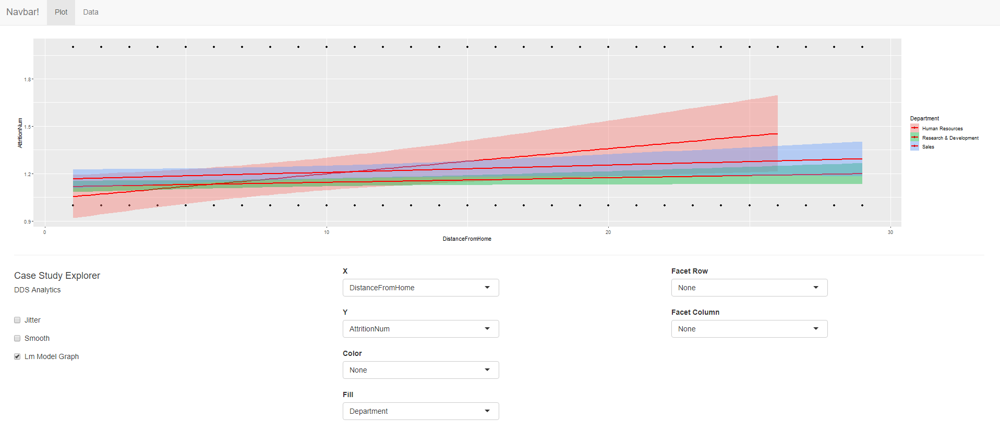 Navbar! Plot Data
1.8
1.5
1.2
0.9
AttritionNum
0 10 20 30
DistanceFromHome
Department
Human Resources
Research & Development
Sales
Case Study Explorer
DDS Analytics
Jitter
Smooth
Lm Model Graph
X
DistanceFromHome
Y
AttritionNum
Color
None
Fill
Department
Facet Row
None
Facet Column
None